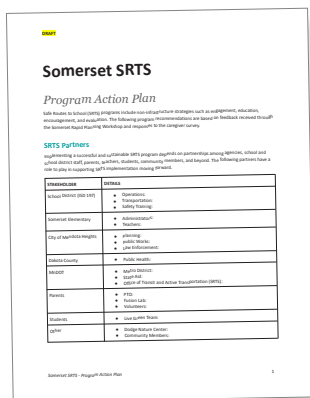 DRAFT
Somerset SRTS
Program Action Plan
Safe Routes to School (SRTS) programs include non-infrastructure strategies such as engagement, education,
encouragement, and evaluation. The following program recommendations are based on feedback received through
the Somerset Rapid Planning Workshop and responses to the caregiver survey.
SRTS Partners
Implementing a successful and sustainable SRTS program depends on partnerships among agencies, school and
school district staff, parents, teachers, students, community members, and beyond. The following partners have a
role to play in supporting SRTS implementation moving forward.
STAKEHOLDER DETAILS
School District (ISD 197)
• Operations:
• Transportation:
• Safety Training:
Somerset Elementary
• Administrator:
• Teachers:
City of Mendota Heights
• Planning:
• Public Works:
• Law Enforcement:
Dakota County
• Public Health:
MnDOT
• Metro District:
• State Aid:
• Office of Transit and Active Transportation (SRTS):
Parents
• PTO:
• Fusion Lab:
• Volunteers:
Students
• Live Green Team:
Other
• Dodge Nature Center:
• Community Members:
Somerset SRTS - Program Action Plan 1